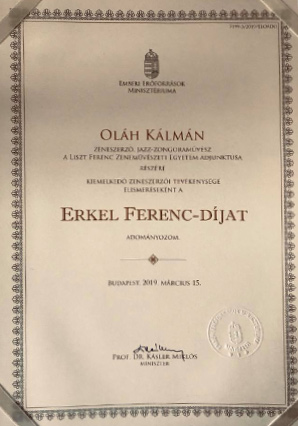 Emberi Erőforrások
Minisztériuma
Oláh Kálmán
zeneszerző, jazz-zongoraművész
a Liszt Ferenc Zeneművészeti Egyetem adjunktusa
részére
kiemelkedő zeneszerzői tevékenysége
elismeréseként a
Erkel Ferenc-díjat
adományozom.
Budapest, 2019. március 15.
Prof. Dr. Kásler Miklós
miniszter